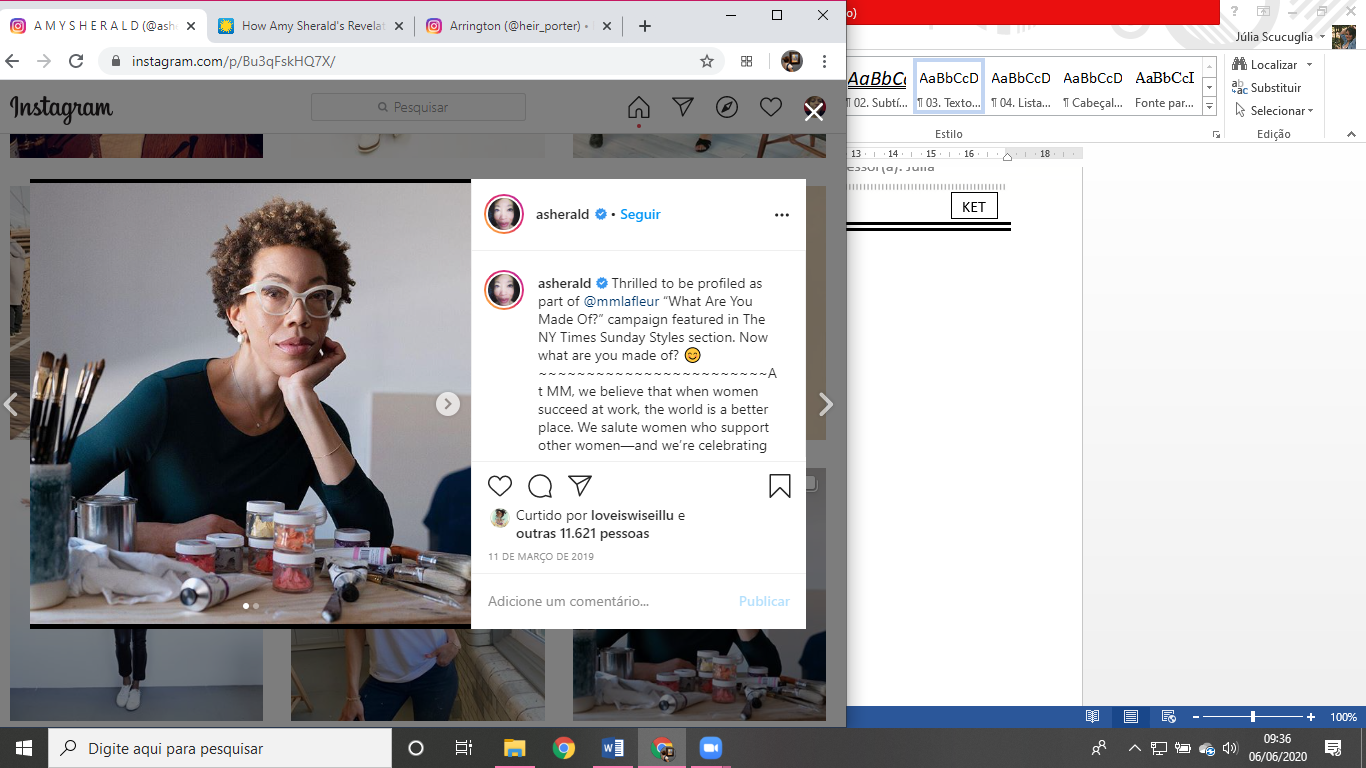 A M Y S H E R A L D (@ashe
How Amy Sherald's Revelat
Arrington (@heir_porter) •
instagram.com/p/Bu3qFskHQ7X/
Instagram
Pesquisar
asherald • Seguir
asherald Thrilled to be profiled as
part of @mmlafleur “What Are You
Made Of?” campaign featured in The
NY Times Sunday Styles section. Now
what are you made of? 😊
~~~~~~~~~~~~~~~~~~~~~~~~A
t MM, we believe that when women
succeed at work, the world is a better
place. We salute women who support
other women—and we’re celebrating
Curtido por loveiswiseillu e
outras 11.621 pessoas
11 DE MARÇO DE 2019
Adicione um comentário... Publicar
o)
Júlia Scucuglia
AaBbCc AaBbCcD AaBbCcD AaBbCcD AaBbCcI
¶ 02. Subtí... ¶ 03. Texto... ¶ 04. Lista... ¶ Cabeçal... Fonte par...
Estilo
Localizar
Substituir
Selecionar
Edição
13 14 15 16 18
essor(a): Júlia
KET
100%
Digite aqui para pesquisar
09:36
06/06/2020